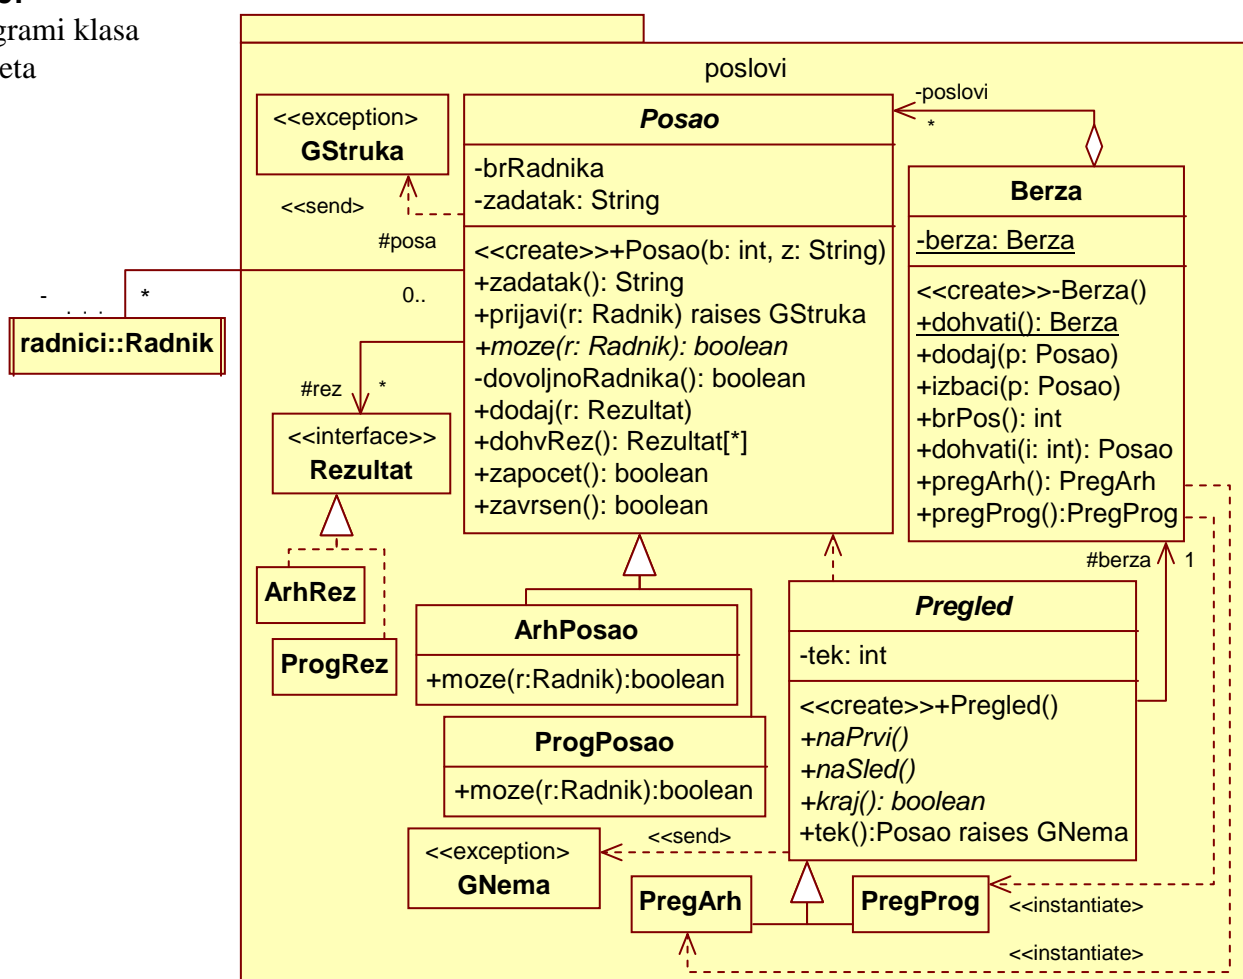 grami klasa
eta
poslovi
<<exception>>
GStruka
<<send>>
#posa
-
. . .
*
0..
radnici::Radnik
Posao
-brRadnika
-zadatak: String
<<create>>+Posao(b: int, z: String)
+zadatak(): String
+prijavi(r: Radnik) raises GStruka
+moze(r: Radnik): boolean
-dovoljnoRadnika(): boolean
+dodaj(r: Rezultat)
+dohvRez(): Rezultat[*]
+zapocet(): boolean
+zavrsen(): boolean
-poslovi
*
Berza
-berza: Berza
<<create>>-Berza()
+dohvati(): Berza
+dodaj(p: Posao)
+izbaci(p: Posao)
+brPos(): int
+dohvati(i: int): Posao
+pregArh(): PregArh
+pregProg():PregProg
#rez
*
<<interface>>
Rezultat
ArhRez
ProgRez
ArhPosao
+moze(r:Radnik):boolean
ProgPosao
+moze(r:Radnik):boolean
#berza
1
Pregled
-tek: int
<<create>>+Pregled()
+naPrvi()
+naSled()
+kraj(): boolean
+tek():Posao raises GNema
<<send>>
<<exception>>
GNema
PregArh
PregProg
<<instantiate>>
<<instantiate>>